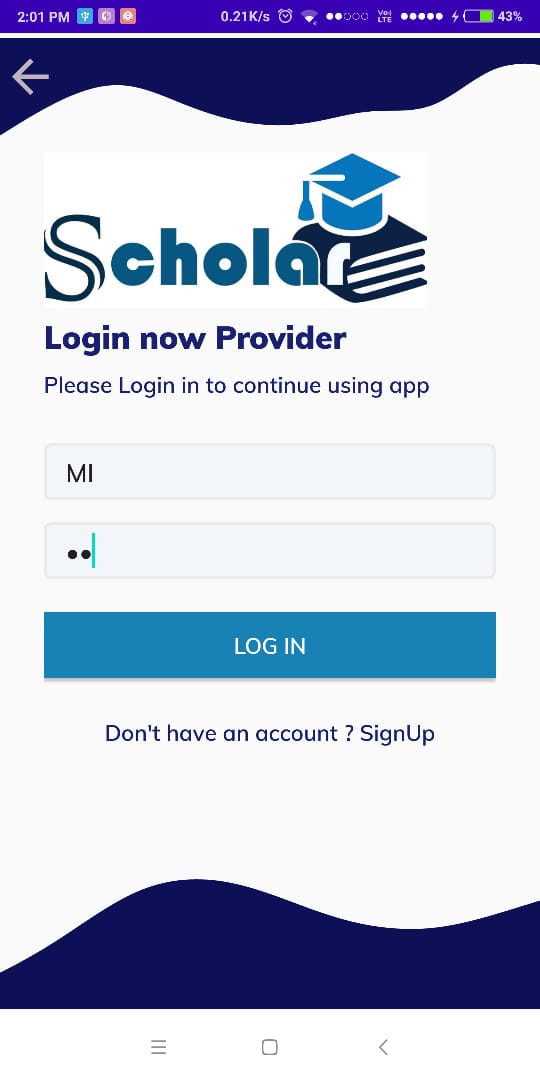 2:01 PM 0.21K/s Vo) LTE 43%
Scholar
Login now Provider
Please Login in to continue using app
MI
LOG IN
Don't have an account ? SignUp